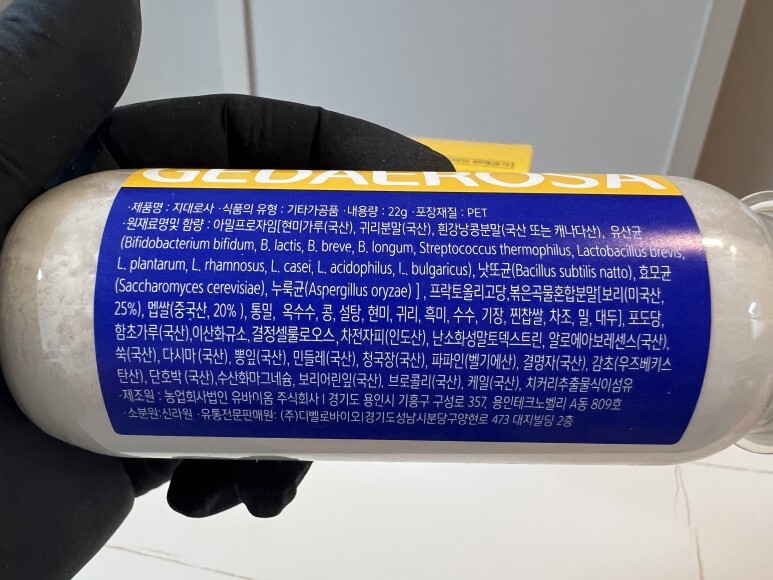 GEDAEROSA
·제품명 : 지대로사 ·식품의 유형 : 기타가공품 ·내용량 : 22g ·포장재질 : PET
·원재료명및 함량 : 아밀프로자임[현미가루(국산), 귀리분말(국산), 흰강낭콩분말(국산 또는 캐나다산), 유산균
(Bifidobacterium bifidum, B. lactis, B. breve, B. longum, Streptococcus thermophilus, Lactobacillus brevis,
L. plantarum, L. rhamnosus, L. casei, L. acidophilus, L. bulgaricus), 낫또균(Bacillus subtilis natto), 효모균
(Saccharomyces cerevisiae), 누룩균(Aspergillus oryzae) ] , 프락토올리고당,볶은곡물혼합분말[보리(미국산,
25%), 멥쌀(중국산, 20% ), 통밀, 옥수수, 콩, 설탕, 현미, 귀리, 흑미, 수수, 기장, 찐찹쌀, 차조, 밀, 대두], 포도당,
함초가루(국산),이산화규소, 결정셀룰로오스, 차전자피(인도산), 난소화성말토덱스트린, 알로에아보레센스(국산),
쑥(국산), 다시마 (국산), 뽕잎(국산), 민들레(국산), 청국장(국산), 파파인(벨기에산), 결명자(국산), 감초(우즈베키스
탄산), 단호박 (국산),수산화마그네슘, 보리어린잎(국산), 브로콜리(국산), 케일(국산), 치커리추출물식이섬유
·제조원 : 농업회사법인 유바이옴 주식회사 I 경기도 용인시 기흥구 구성로 357, 용인테크노밸리 A동 809호
·소분원:신라원 ·유통전문판매원: (주)디벨로바이오|경기도성남시분당구양현로 473 대지빌딩 2층